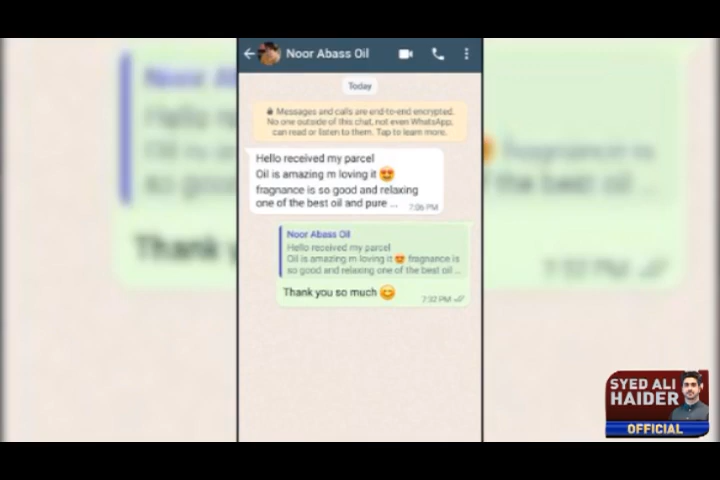 Noor Abass Oil
Today
Messages and calls are end-to-end encrypted.
No one outside of this chat, not even WhatsApp,
can read or listen to them. Tap to learn more.
Hello received my parcel
Oil is amazing m loving it 😍
fragnance is so good and relaxing
one of the best oil and pure ...
7:06 PM
Noor Abass Oil
Hello received my parcel
Oil is amazing m loving it 😍 fragnance is
so good and relaxing one of the best oil ...
Thank you so much 😊
7:32 PM
SYED ALI
HAIDER
OFFICIAL